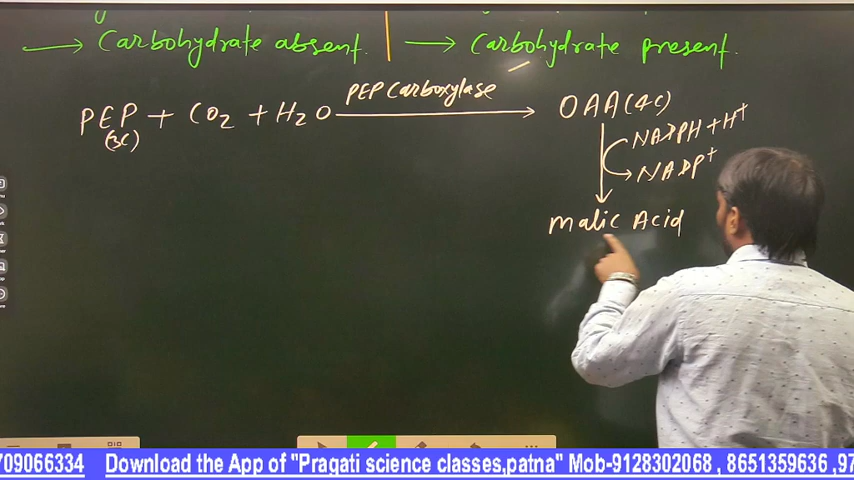 → Carbohydrate absent. → Carbohydrate present.
PEP + CO2 + H2O PEP Carboxylase → OAA (4C)
(3C)
NADPH + H+
→ NADP+
Malic Acid
709066334 Download the App of "Pragati science classes,patna" Mob-9128302068 , 8651359636 ,97